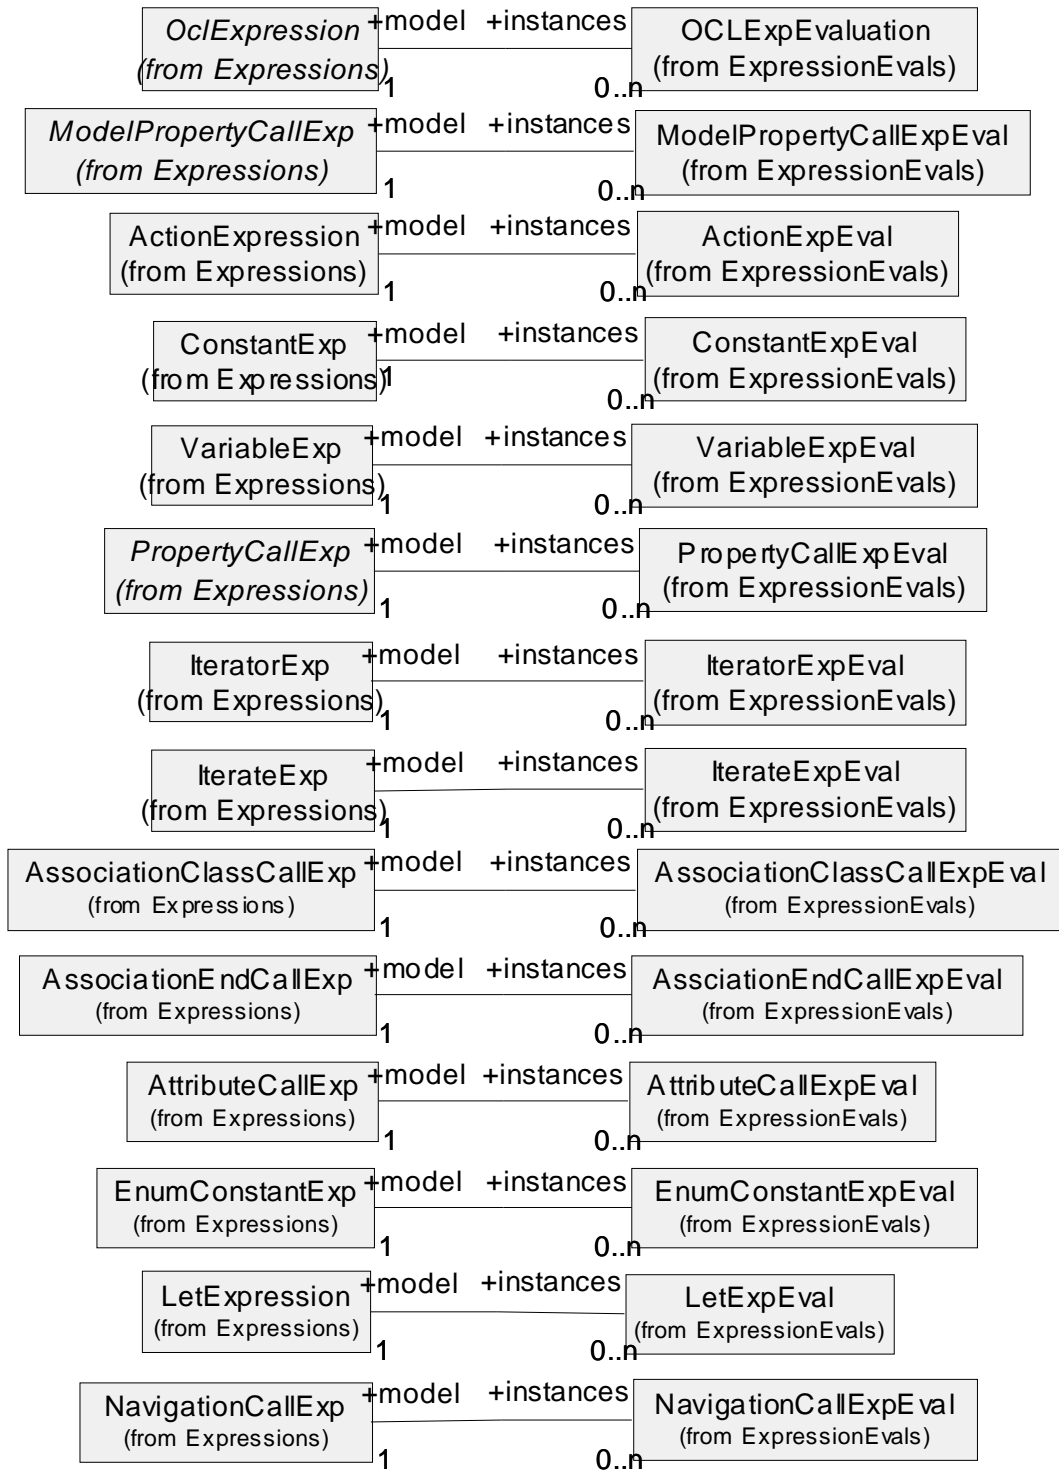 OclExpression +model +instances OCLExpEvaluation
(from Expressions) (from ExpressionEvals)
1 0..n
ModelPropertyCallExp +model +instances ModelPropertyCallExpEval
(from Expressions) (from ExpressionEvals)
1 0..n
ActionExpression +model +instances ActionExpEval
(from Expressions) (from ExpressionEvals)
1 0..n
ConstantExp +model +instances ConstantExpEval
(from Expressions) (from ExpressionEvals)
1 0..n
VariableExp +model +instances VariableExpEval
(from Expressions) (from ExpressionEvals)
1 0..n
PropertyCallExp +model +instances PropertyCallExpEval
(from Expressions) (from ExpressionEvals)
1 0..n
IteratorExp +model +instances IteratorExpEval
(from Expressions) (from ExpressionEvals)
1 0..n
IterateExp +model +instances IterateExpEval
(from Expressions) (from ExpressionEvals)
1 0..n
AssociationClassCallExp +model +instances AssociationClassCallExpEval
(from Expressions) (from ExpressionEvals)
1 0..n
AssociationEndCallExp +model +instances AssciationEndCallExpEval
(from Expressions) (from ExpressionEvals)
1 0..n
AttributeCallExp +model +instances AttributeCallExpEval
(from Expressions) (from ExpressionEvals)
1 0..n
EnumConstantExp +model +instances EnumConstantExpEval
(from Expressions) (from ExpressionEvals)
1 0..n
LetExpression +model +instances LetExpEval
(from Expressions) (from ExpressionEvals)
1 0..n
NavigationCallExp +model +instances NavigationCallExpEval
(from Expressions) (from ExpressionEvals)
1 0..n